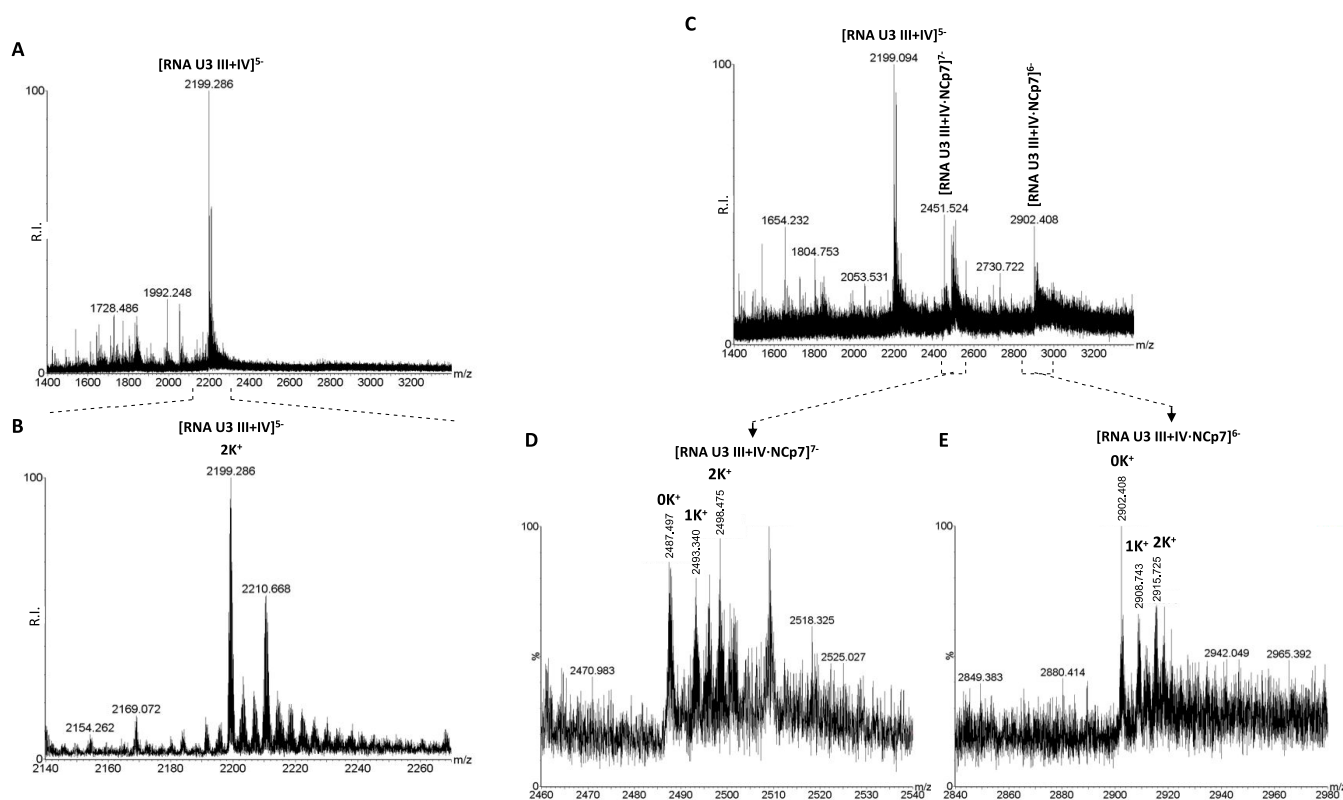 A
[RNA U3 III+IV]5-
2199.286
100
R.I.
1992.248
1728.486
0
1400 1600 1800 2000 2200 2400 2600 2800 3000 3200 m/z
B
[RNA U3 III+IV]5-
2K+
2199.286
100
R.I.
2210.668
2169.072
2154.262
0
2140 2160 2180 2200 2220 2240 2260 m/z
C
[RNA U3 III+IV]5-
2199.094
[RNA U3 III+IV·NCp7]7-
[RNA U3 III+IV·NCp7]6-
100
R.I.
1654.232
2451.524
2902.408
1804.753
2053.531
2730.722
0
1400 1600 1800 2000 2200 2400 2600 2800 3000 3200 m/z
D
[RNA U3 III+IV·NCp7]7-
0K+
1K+
2K+
2487.497
2493.340
2498.475
100
%
2470.983
2518.325
2525.027
0
2460 2470 2480 2490 2500 2510 2520 2530 2540 m/z
E
[RNA U3 III+IV·NCp7]6-
0K+
1K+ 2K+
2902.408
2908.743
2915.725
100
%
2849.383
2880.414
2942.049
2965.392
0
2840 2860 2880 2900 2920 2940 2960 2980 m/z